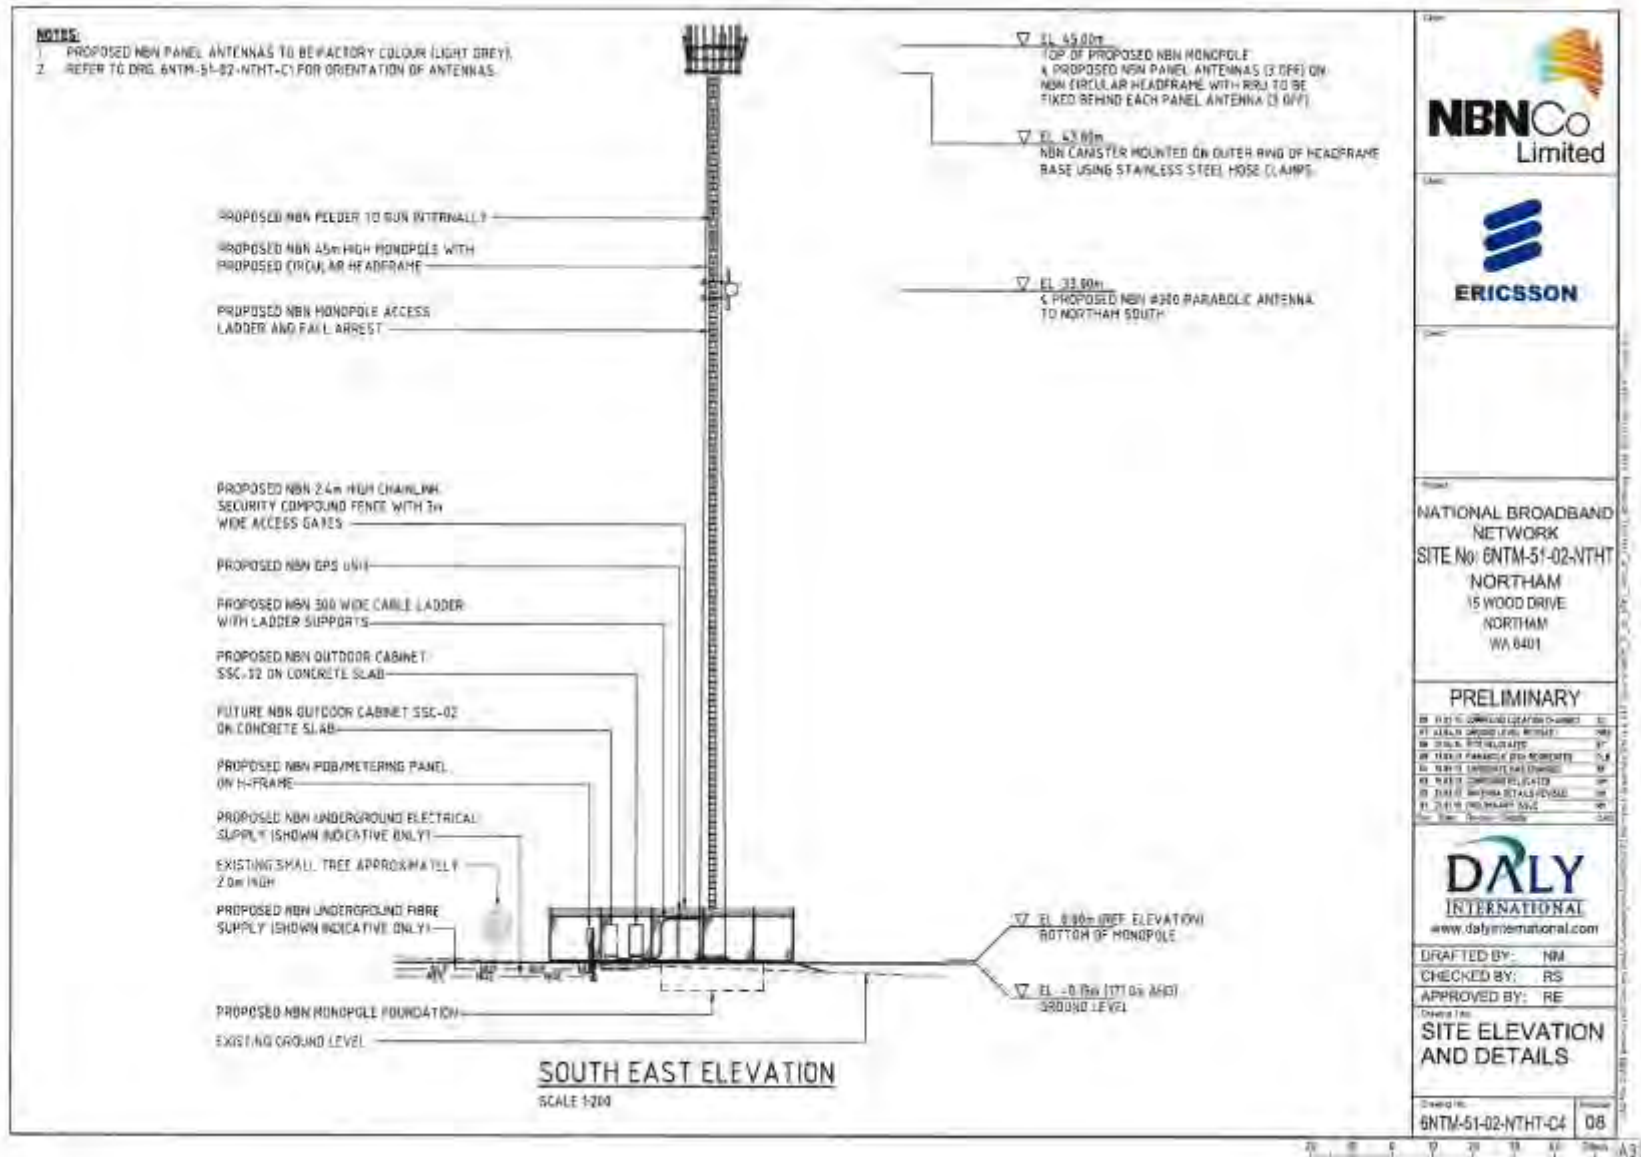 NOTES:
1. PROPOSED NBN PANEL ANTENNAS TO BE FACTORY COLOUR (LIGHT GREY).
2. REFER TO DRG. 6NTM-51-02-NTHT-C1 FOR ORIENTATION OF ANTENNAS.
EL 45.00m
TOP OF PROPOSED NBN MONOPOLE
& PROPOSED NBN PANEL ANTENNAS (3 OFF) ON
NBN CIRCULAR HEADFRAME WITH RRU TO BE
FIXED BEHIND EACH PANEL ANTENNA (3 OFF)
EL
NBN CANISTER MOUNTED ON OUTER RING OF HEADFRAME
BASE USING STAINLESS STEEL HOSE CLAMPS
EL 33.00m
PROPOSED NBN PARABOLIC ANTENNA
TO NORTHAM SOUTH
PROPOSED NBN FEEDER TO RUN INTERNALLY
PROPOSED NBN 45m HIGH MONOPOLE WITH
PROPOSED CIRCULAR HEADFRAME
PROPOSED NBN MONOPOLE ACCESS
LADDER AND FALL ARREST
PROPOSED NBN 2.4m HIGH CHAINLINK
SECURITY COMPOUND FENCE WITH 3m
WIDE ACCESS GATES
PROPOSED NBN GPS UNIT
PROPOSED NBN 300 WIDE CABLE LADDER
WITH LADDER SUPPORTS
PROPOSED NBN OUTDOOR CABINET
ON CONCRETE SLAB
FUTURE NBN OUTDOOR CABINET SSC-02
ON CONCRETE SLAB
PROPOSED NBN PDB/METERING PANEL
ON H-FRAME
PROPOSED NBN UNDERGROUND ELECTRICAL
SUPPLY (SHOWN INDICATIVE ONLY)
EXISTING SMALL TREE APPROXIMATELY
2.0m HIGH
PROPOSED NBN UNDERGROUND FIBRE
SUPPLY (SHOWN INDICATIVE ONLY)
PROPOSED NBN MONOPOLE FOUNDATION
EXISTING GROUND LEVEL
EL 0.00m (REF. ELEVATION)
BOTTOM OF MONOPOLE
EL AHD)
GROUND LEVEL
SOUTH EAST ELEVATION
SCALE 1:200
NBNCo
Limited
ERICSSON
Project
NATIONAL BROADBAND
NETWORK
SITE No: 6NTM-51-02-NTHT
NORTHAM
15 WOOD DRIVE
NORTHAM
WA 6401
PRELIMINARY
DALY
INTERNATIONAL
www.dalyinternational.com
DRAFTED BY: NM
CHECKED BY: RS
APPROVED BY: RE
SITE ELEVATION
AND DETAILS
6NTM-51-02-NTHT-C4
08
A3